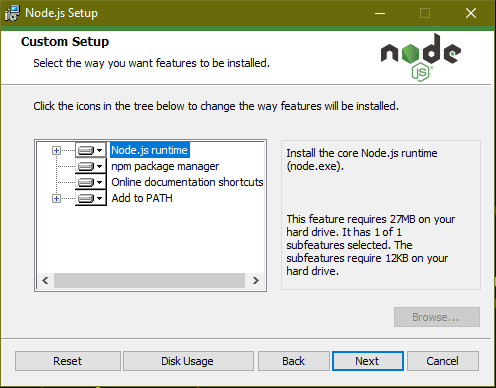 Node.js Setup
Custom Setup
Select the way you want features to be installed.
node
JS
Click the icons in the tree below to change the way features will be installed.
Node.js runtime
npm package manager
Online documentation shortcuts
Add to PATH
Install the core Node.js runtime
(node.exe).
This feature requires 27MB on your
hard drive. It has 1 of 1
subfeatures selected. The
subfeatures require 12KB on your
hard drive.
Browse...
Reset
Disk Usage
Back
Next
Cancel